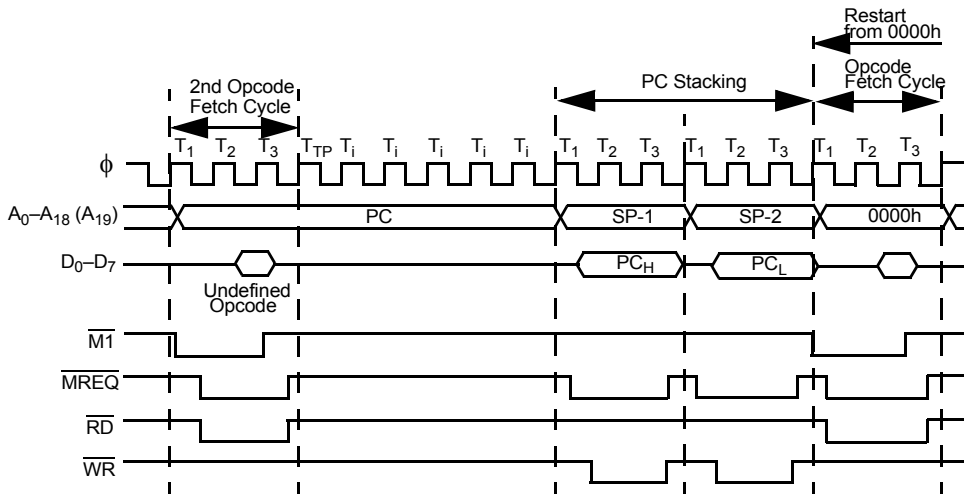 Restart
from 0000h
2nd Opcode
Fetch Cycle
PC Stacking
Opcode
Fetch Cycle
T1 T2 T3 TTP Ti Ti Ti Ti Ti T1 T2 T3 T1 T2 T3 T1 T2 T3
ϕ
A0–A18 (A19) PC SP-1 SP-2 0000h
D0–D7 PCH PCL
Undefined
Opcode
M1
MREQ
RD
WR